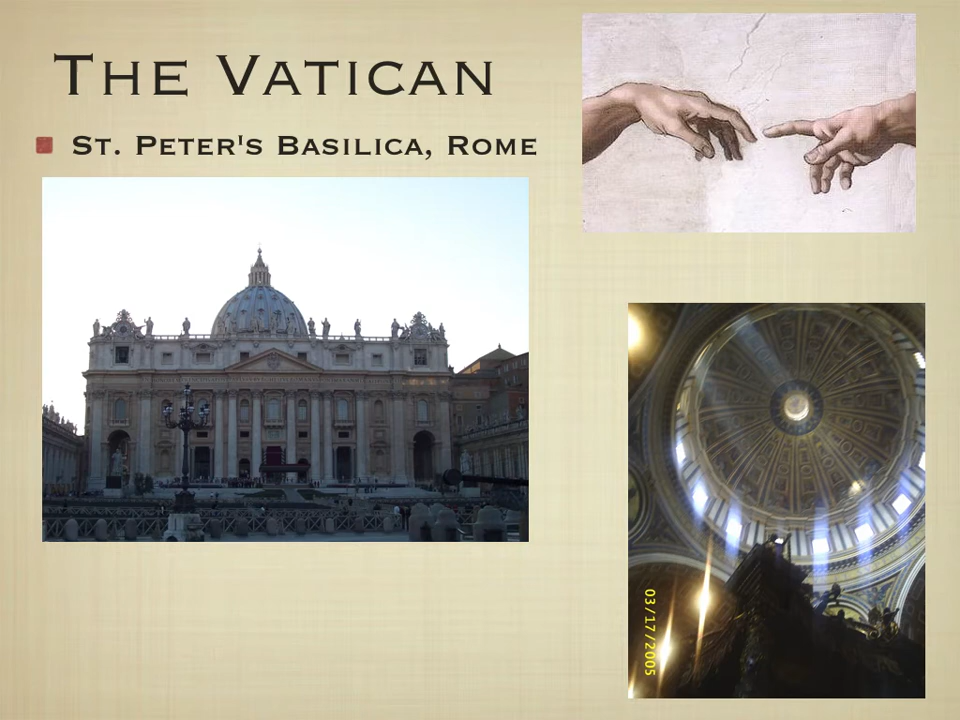 The Vatican
St. Peter's Basilica, Rome
03/17/2005